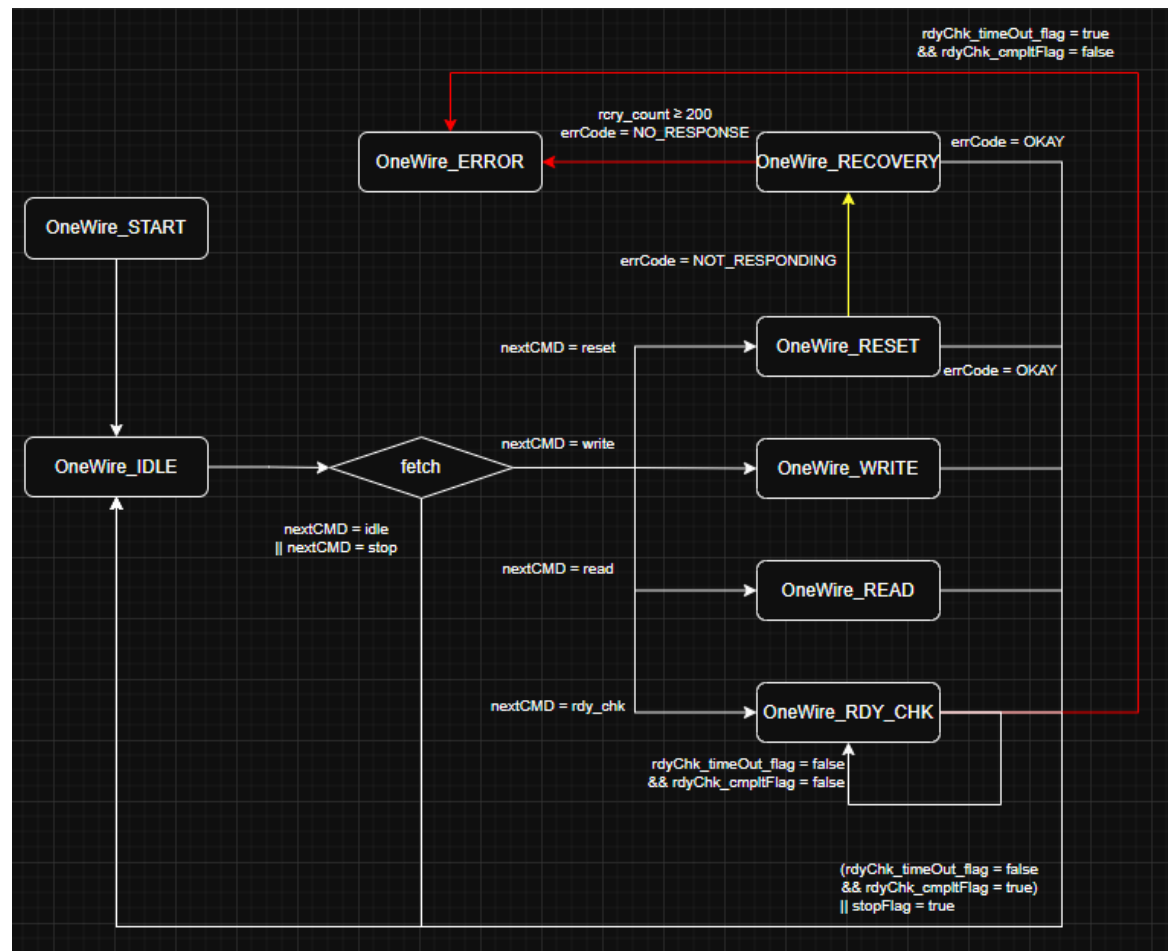 rdyChk_timeOut_flag = true
&& rdyChk_cmpltFlag = false
rcry_count ≥ 200
errCode = NO_RESPONSE
OneWire_ERROR
OneWire_RECOVERY
errCode = OKAY
OneWire_START
errCode = NOT_RESPONDING
nextCMD = reset
OneWire_RESET
errCode = OKAY
OneWire_IDLE
fetch
nextCMD = write
OneWire_WRITE
nextCMD = idle
|| nextCMD = stop
nextCMD = read
OneWire_READ
nextCMD = rdy_chk
OneWire_RDY_CHK
rdyChk_timeOut_flag = false
&& rdyChk_cmpltFlag = false
(rdyChk_timeOut_flag = false
&& rdyChk_cmpltFlag = true)
|| stopFlag = true